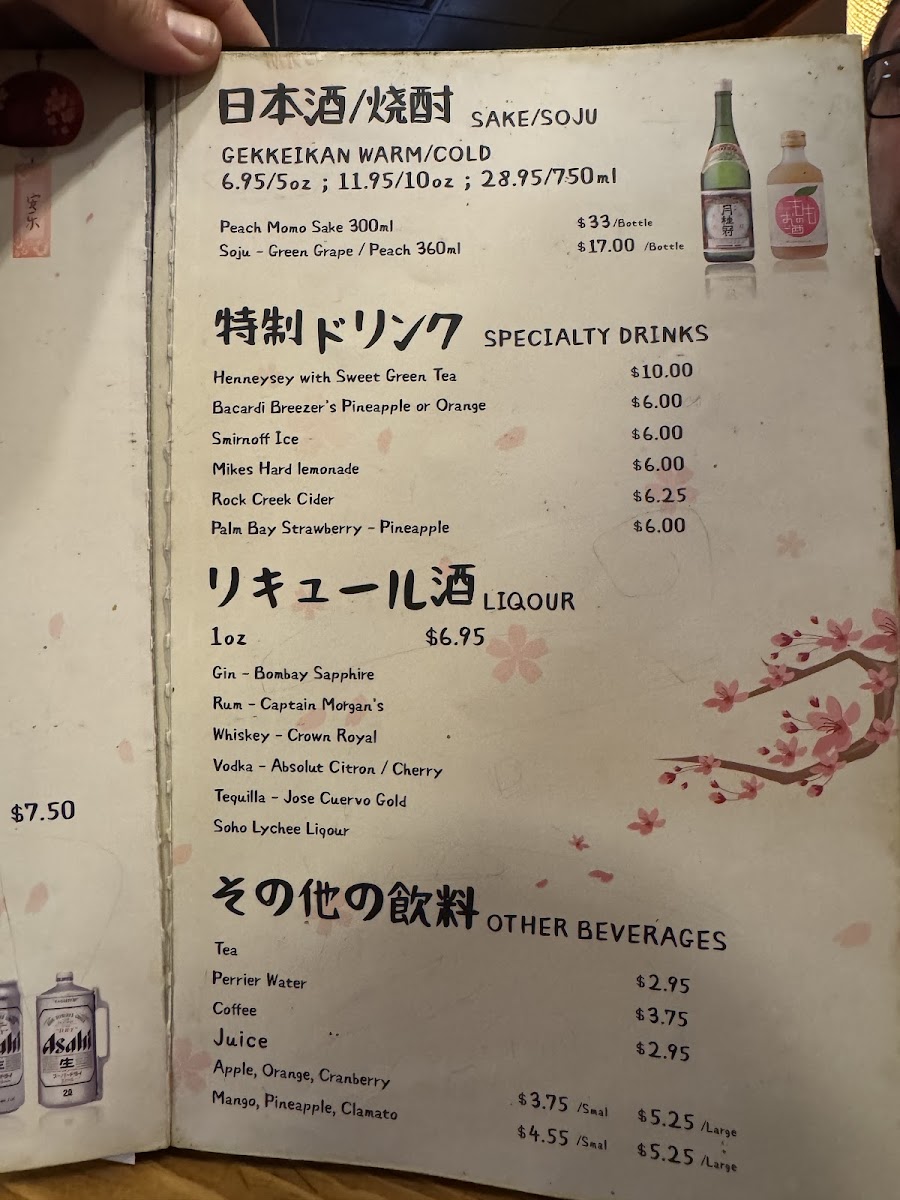 日本酒/焼酎 SAKE/SOJU
GEKKEIKAN WARM/COLD
6.95/5oz ; 11.95/10oz ; 28.95/750ml
Peach Momo Sake 300ml $33/Bottle
Soju - Green Grape / Peach 360ml $17.00 /Bottle
月桂冠
ももの
お酒
特制ドリンク SPECIALTY DRINKS
Henneysey with Sweet Green Tea $10.00
Bacardi Breezer's Pineapple or Orange $6.00
Smirnoff Ice $6.00
Mikes Hard lemonade $6.00
Rock Creek Cider $6.25
Palm Bay Strawberry - Pineapple $6.00
リキュール酒 LIQOUR
1oz $6.95
Gin - Bombay Sapphire
Rum - Captain Morgan's
Whiskey - Crown Royal
Vodka - Absolut Citron / Cherry
Tequilla - Jose Cuervo Gold
Soho Lychee Liqour
その他の飲料 OTHER BEVERAGES
Tea $2.95
Perrier Water $3.75
Coffee $2.95
Juice
Apple, Orange, Cranberry $3.75 /Smal $5.25 /Large
Mango, Pineapple, Clamato $4.55 /Smal $5.25 /Large
$7.50
Asahi
生
2ℓ